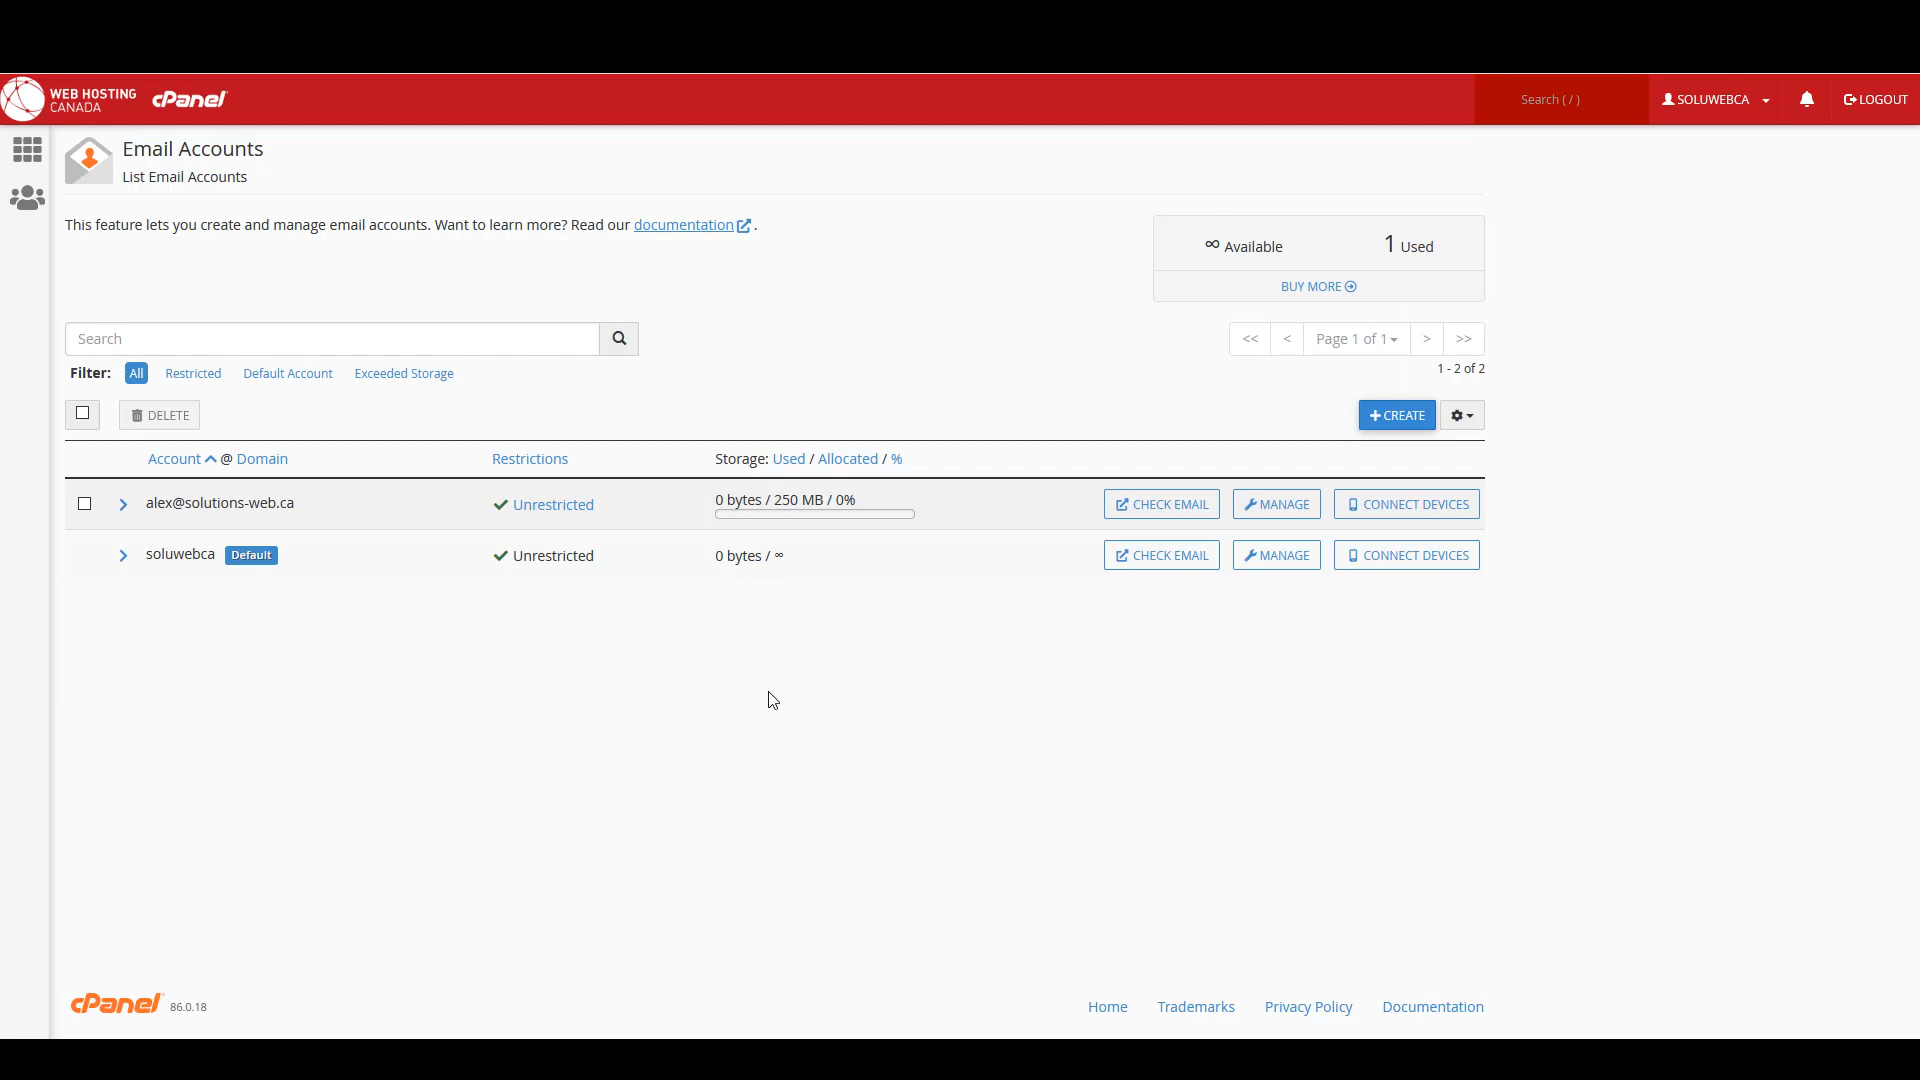 WEB HOSTING
CANADA
cPanel
Search ( / )
SOLUWEBCA
LOGOUT
Email Accounts
List Email Accounts
This feature lets you create and manage email accounts. Want to learn more? Read our documentation .
∞ Available
1 Used
BUY MORE
Search
<< < Page 1 of 1 > >>
Filter: All Restricted Default Account Exceeded Storage
1 - 2 of 2
DELETE
+ CREATE
Account @ Domain Restrictions Storage: Used / Allocated / %
alex@solutions-web.ca Unrestricted 0 bytes / 250 MB / 0% CHECK EMAIL MANAGE CONNECT DEVICES
soluwebca Default Unrestricted 0 bytes / ∞ CHECK EMAIL MANAGE CONNECT DEVICES
cPanel 86.0.18
Home Trademarks Privacy Policy Documentation